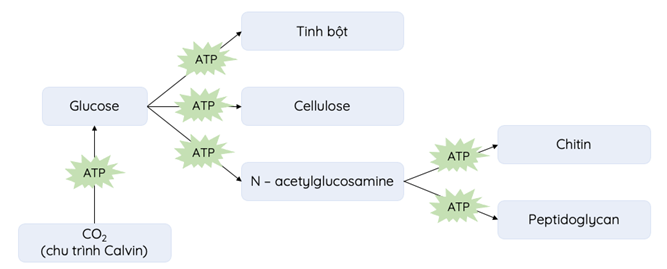 Tinh bột
ATP
Glucose
ATP
Cellulose
ATP
Chitin
ATP
N – acetylglucosamine
ATP
ATP
Peptidoglycan
CO₂
(chu trình Calvin)